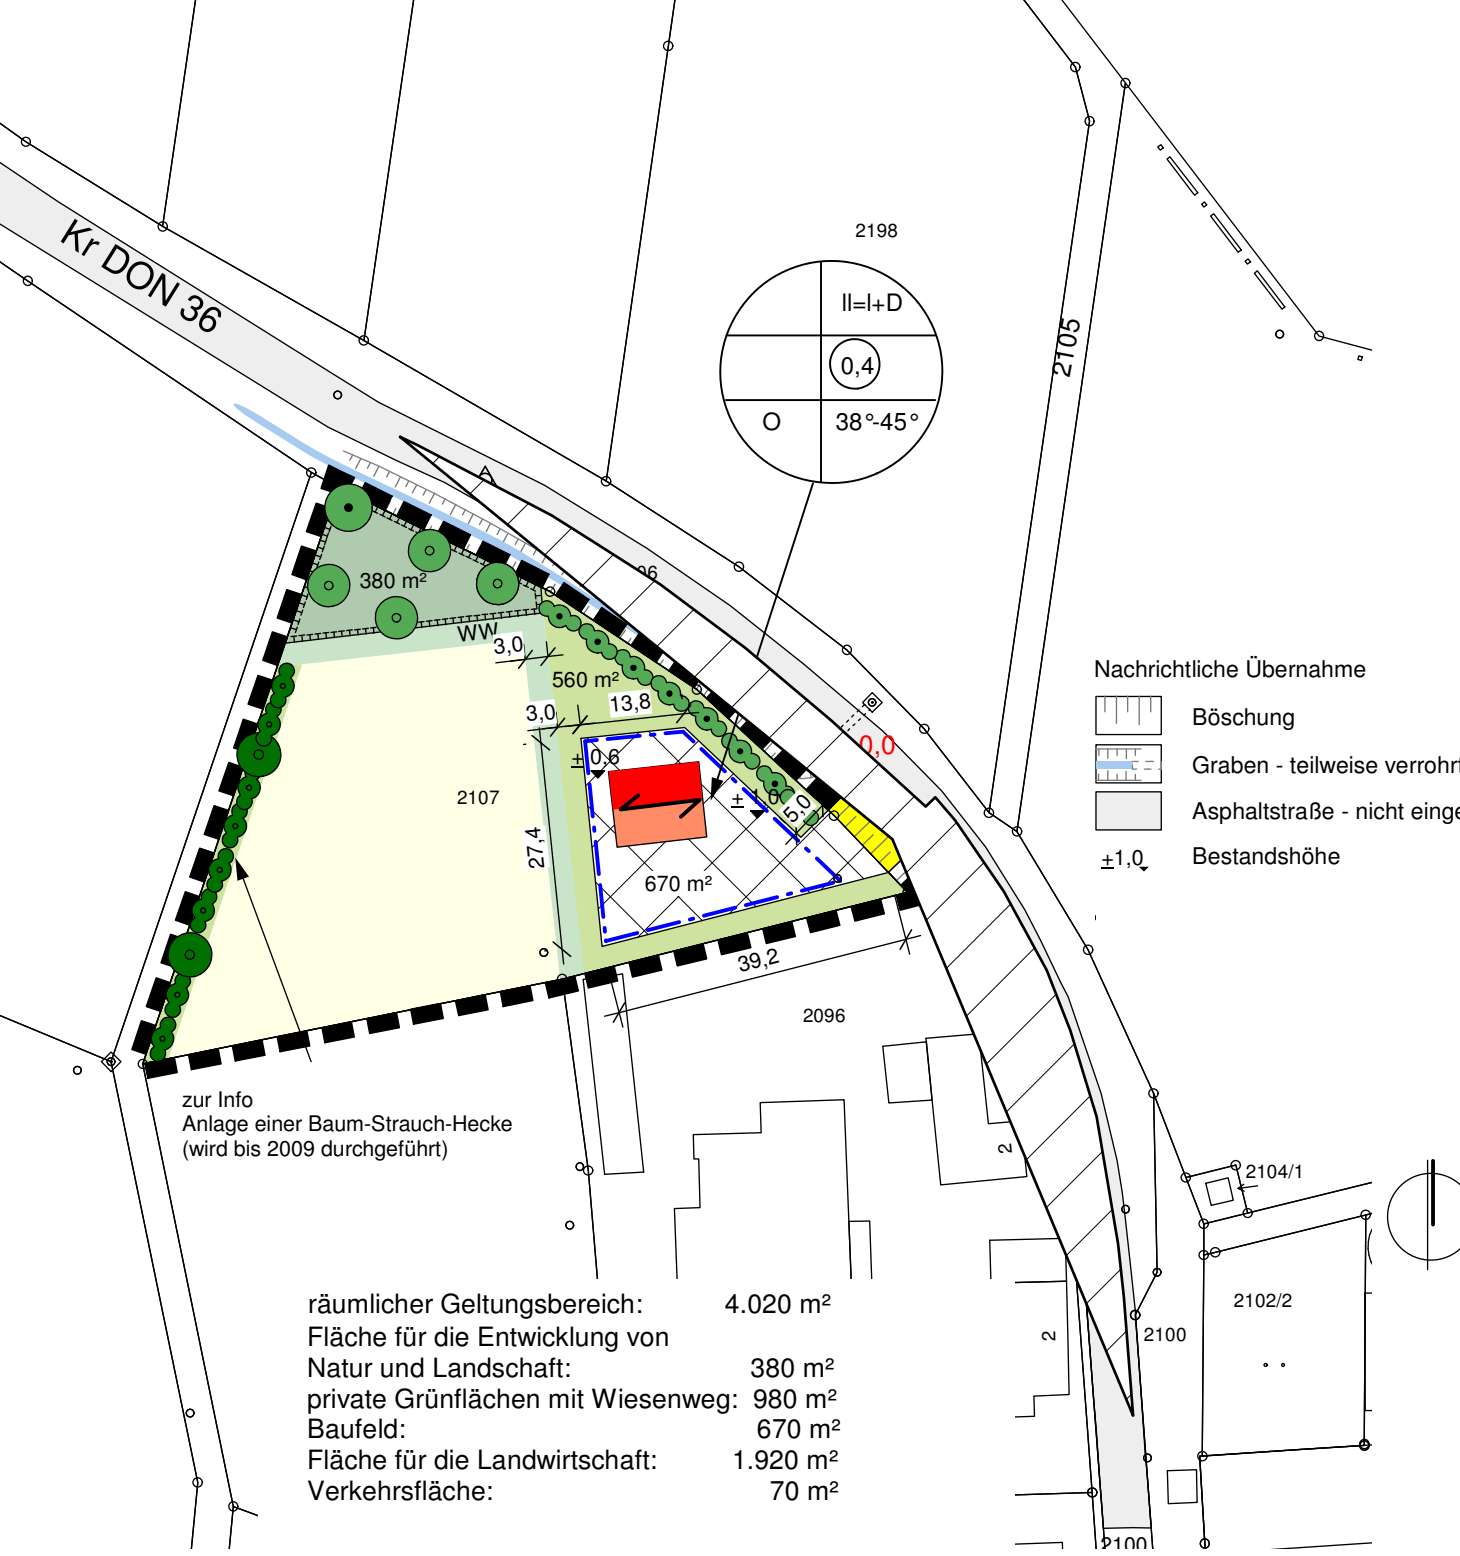 Kr DON 36
2198
II=I+D
0,4
O
38°-45°
2105
380 m²
WW
3,0
560 m²
3,0
13,8
± 0,6
± 1,0
5,0
0,0
2107
27,4
670 m²
39,2
2096
Nachrichtliche Übernahme
Böschung
Graben - teilweise verrohrt
Asphaltstraße - nicht einge
±1,0
Bestandshöhe
zur Info
Anlage einer Baum-Strauch-Hecke
(wird bis 2009 durchgeführt)
2
2104/1
2102/2
2
2100
räumlicher Geltungsbereich: 4.020 m²
Fläche für die Entwicklung von
Natur und Landschaft: 380 m²
private Grünflächen mit Wiesenweg: 980 m²
Baufeld: 670 m²
Fläche für die Landwirtschaft: 1.920 m²
Verkehrsfläche: 70 m²
2100